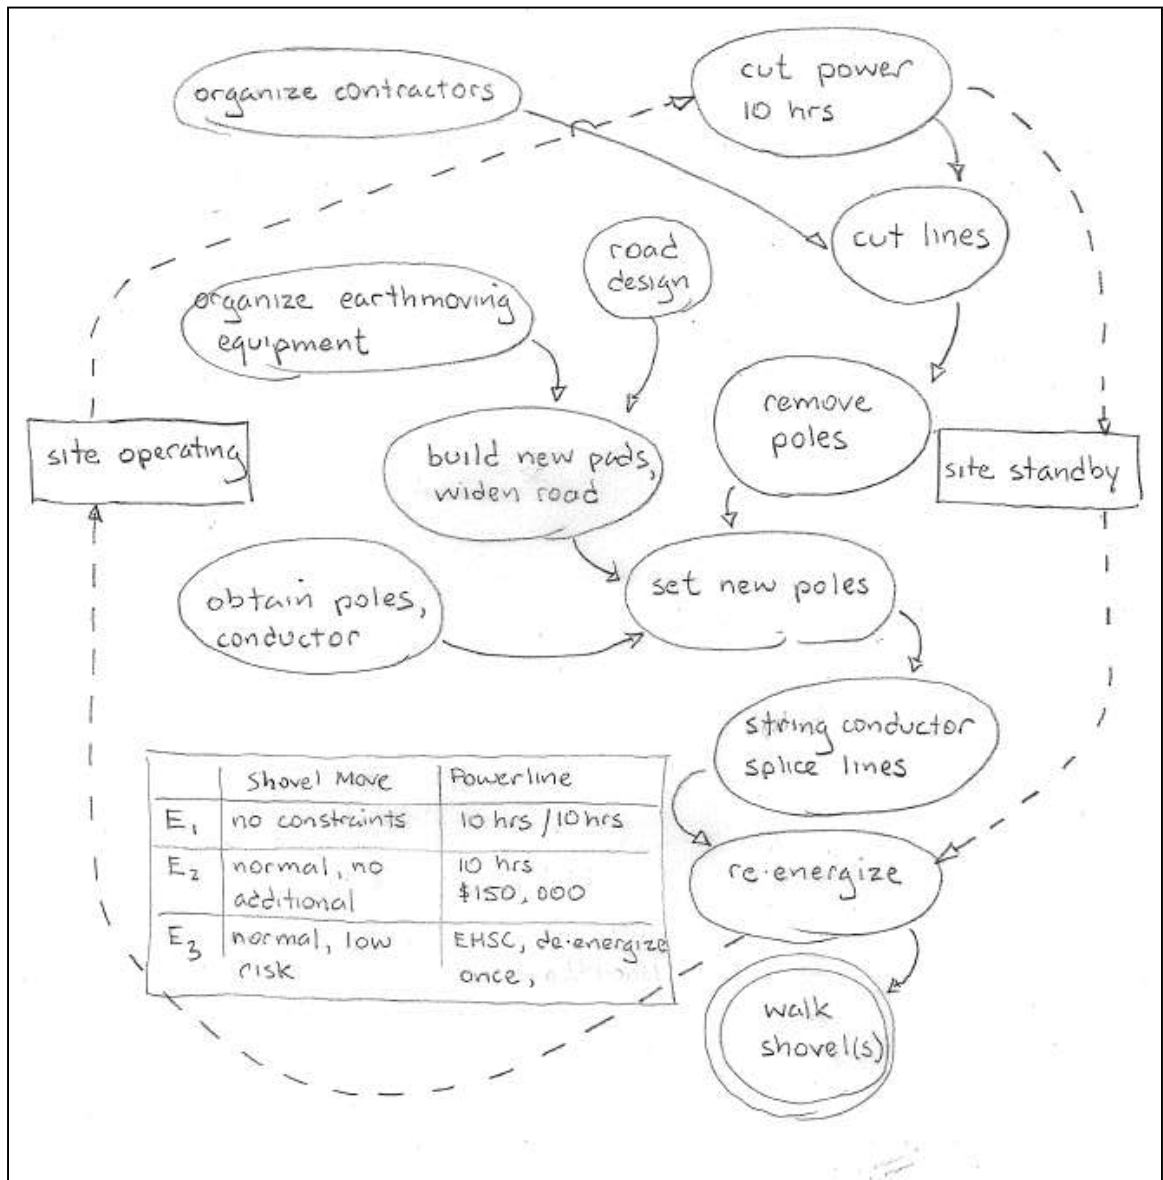 organize contractors
cut power
10 hrs
cut lines
road
design
organize earthmoving
equipment
remove
poles
site operating
build new pads,
widen road
site standby
set new poles
obtain poles,
conductor
string conductor
splice lines
Shovel Move Powerline
E1 no constraints 10 hrs / 10 hrs
E2 normal, no 10 hrs
additional $150,000
E3 normal, low EHSC, de-energize
risk once,
re-energize
walk
shovel(s)